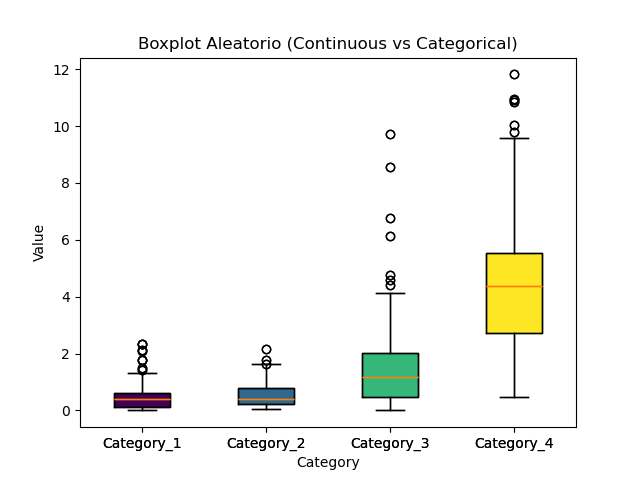 Boxplot Aleatorio (Continuous vs Categorical)
12
10
8
6
4
2
0
Value
Category_1
Category_2
Category_3
Category_4
Category